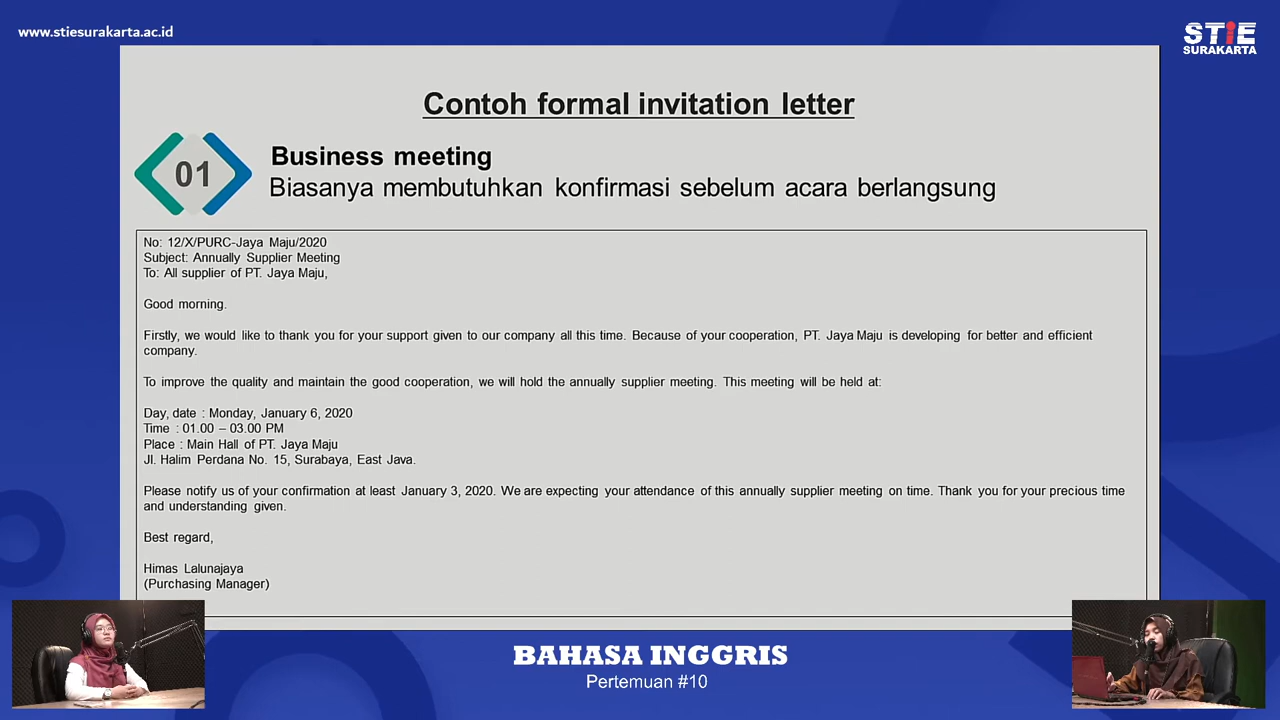 www.stiesurakarta.ac.id
STIE
SURAKARTA
Contoh formal invitation letter
01
Business meeting
Biasanya membutuhkan konfirmasi sebelum acara berlangsung
No: 12/X/PURC-Jaya Maju/2020
Subject: Annually Supplier Meeting
To: All supplier of PT. Jaya Maju,
Good morning.
Firstly, we would like to thank you for your support given to our company all this time. Because of your cooperation, PT. Jaya Maju is developing for better and efficient
company.
To improve the quality and maintain the good cooperation, we will hold the annually supplier meeting. This meeting will be held at:
Day, date : Monday, January 6, 2020
Time : 01.00 – 03.00 PM
Place : Main Hall of PT. Jaya Maju
Jl. Halim Perdana No. 15, Surabaya, East Java.
Please notify us of your confirmation at least January 3, 2020. We are expecting your attendance of this annually supplier meeting on time. Thank you for your precious time
and understanding given.
Best regard,
Himas Lalunajaya
(Purchasing Manager)
BAHASA INGGRIS
Pertemuan #10